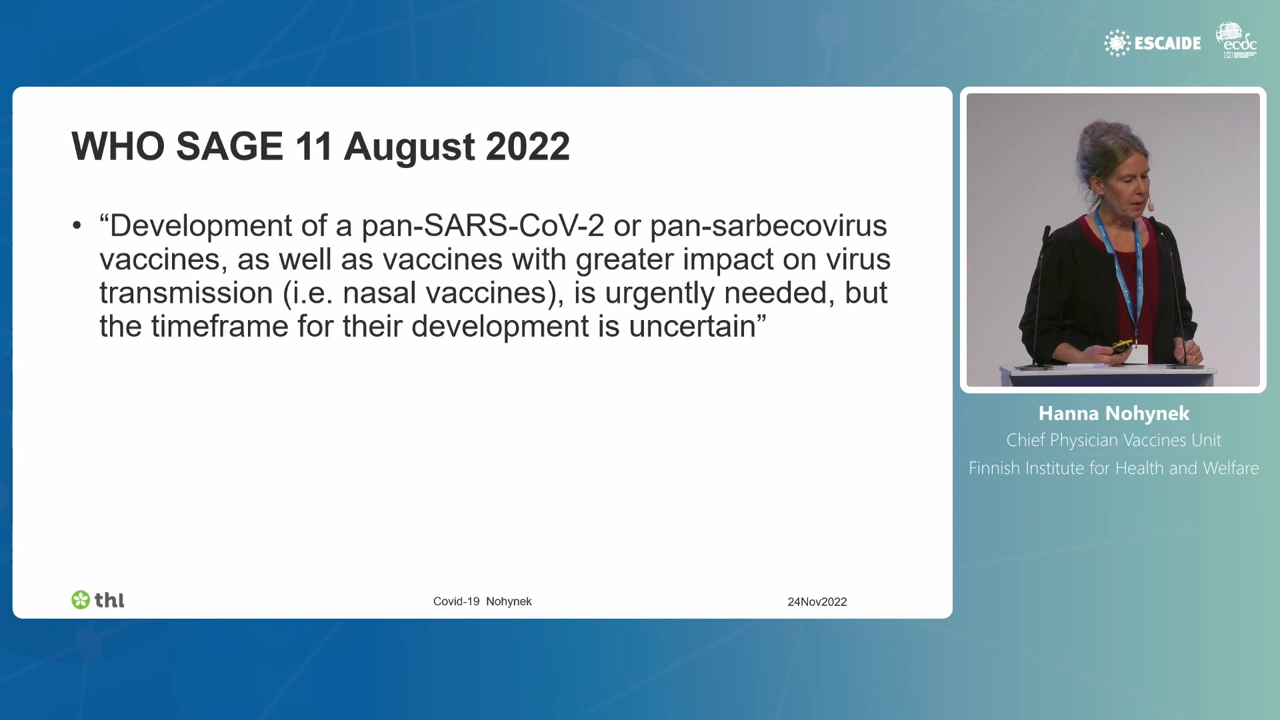 ESCAIDE
ecdc
WHO SAGE 11 August 2022
• “Development of a pan-SARS-CoV-2 or pan-sarbecovirus
vaccines, as well as vaccines with greater impact on virus
transmission (i.e. nasal vaccines), is urgently needed, but
the timeframe for their development is uncertain”
thl
Covid-19 Nohynek
24Nov2022
Hanna Nohynek
Chief Physician Vaccines Unit
Finnish Institute for Health and Welfare